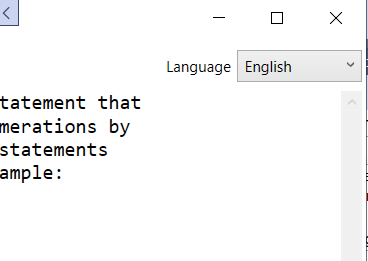 Language English
tatement that
merations by
statements
ample: